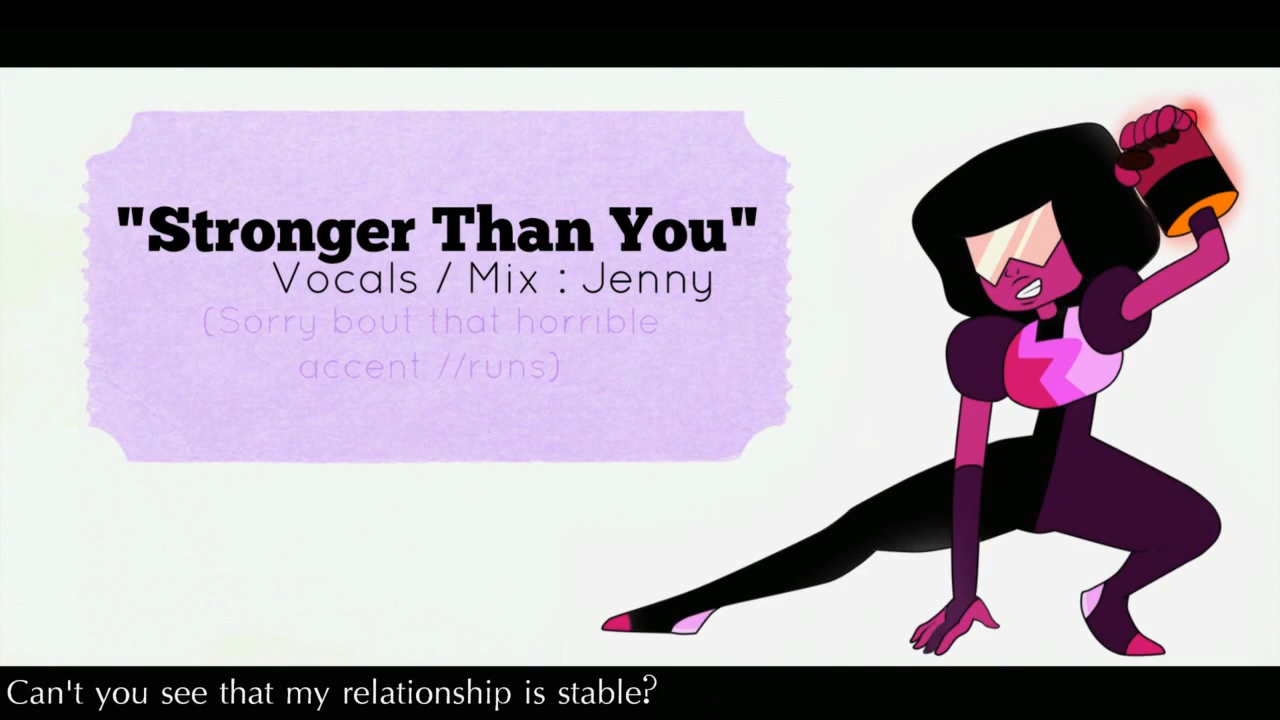 "Stronger Than You"
Vocals / Mix : Jenny
(Sorry bout that horrible
accent //runs)
Can't you see that my relationship is stable?